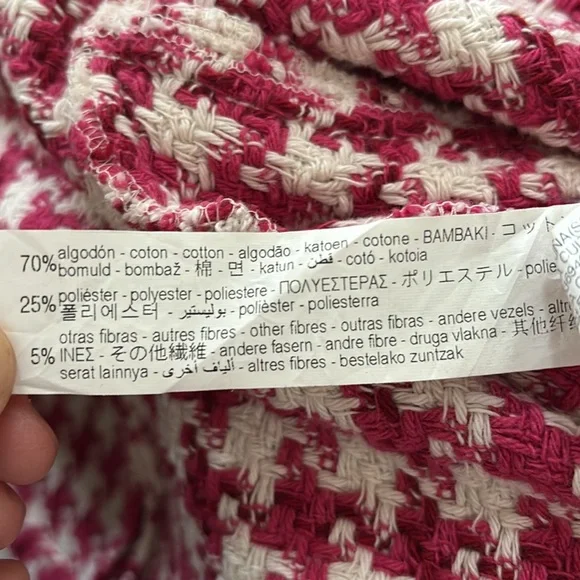 70% algodón - coton - cotton - algodão - katoen - cotone - BAMBAKI - コット
bomuld - bombaž - 棉 - 면 - katun - قطن - cotó - kotoia
25% poliéster - polyester - poliestere - ΠΟΛΥΕΣΤΕΡΑΣ - ポリエステル - polie
폴리에스터 - بوليستير - polièster - poliesterra
5% otras fibras - autres fibres - other fibres - outras fibras - andere vezels - altr
ΙΝΕΣ - その他繊維 - andere fasern - andre fibre - druga vlakna - 其他纤
serat lainnya - ألياف أخرى - altres fibres - bestelako zuntzak